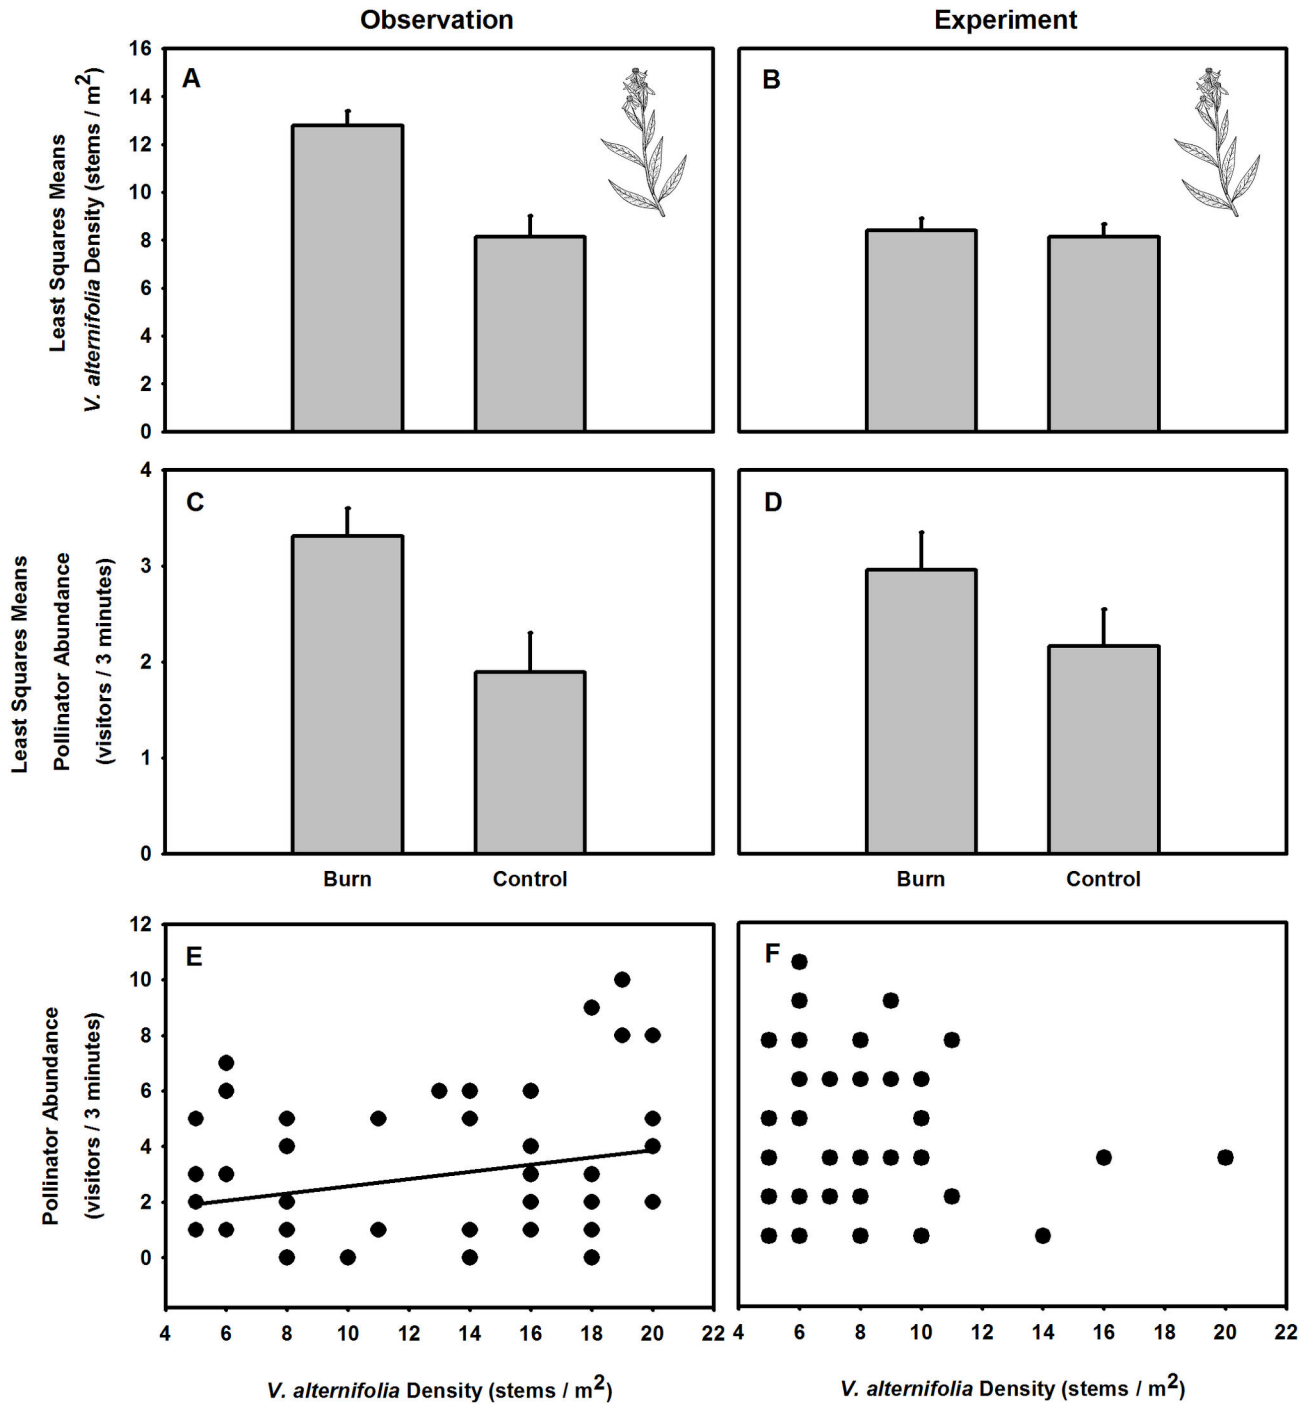 Observation
Experiment
Least Squares Means
V. alternifolia Density (stems / m²)
16
14
12
10
8
6
4
2
0
A
B
Least Squares Means
Pollinator Abundance
(visitors / 3 minutes)
4
3
2
1
0
C
D
Burn
Control
Burn
Control
Pollinator Abundance
(visitors / 3 minutes)
12
10
8
6
4
2
0
E
F
4 6 8 10 12 14 16 18 20 22
4 6 8 10 12 14 16 18 20 22
V. alternifolia Density (stems / m²)
V. alternifolia Density (stems / m²)